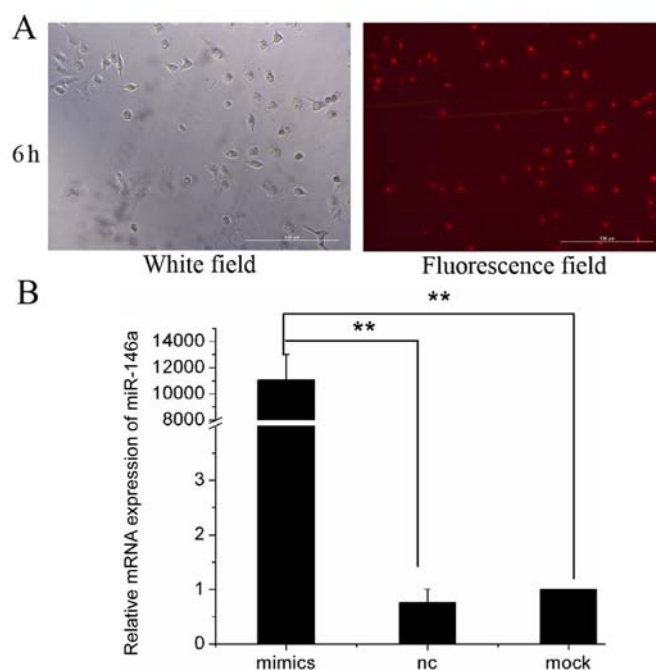 A
6 h
White field
Fluorescence field
B
**
**
Relative mRNA expression of miR-146a
14000
12000
10000
8000
3
2
1
0
mimics
nc
mock